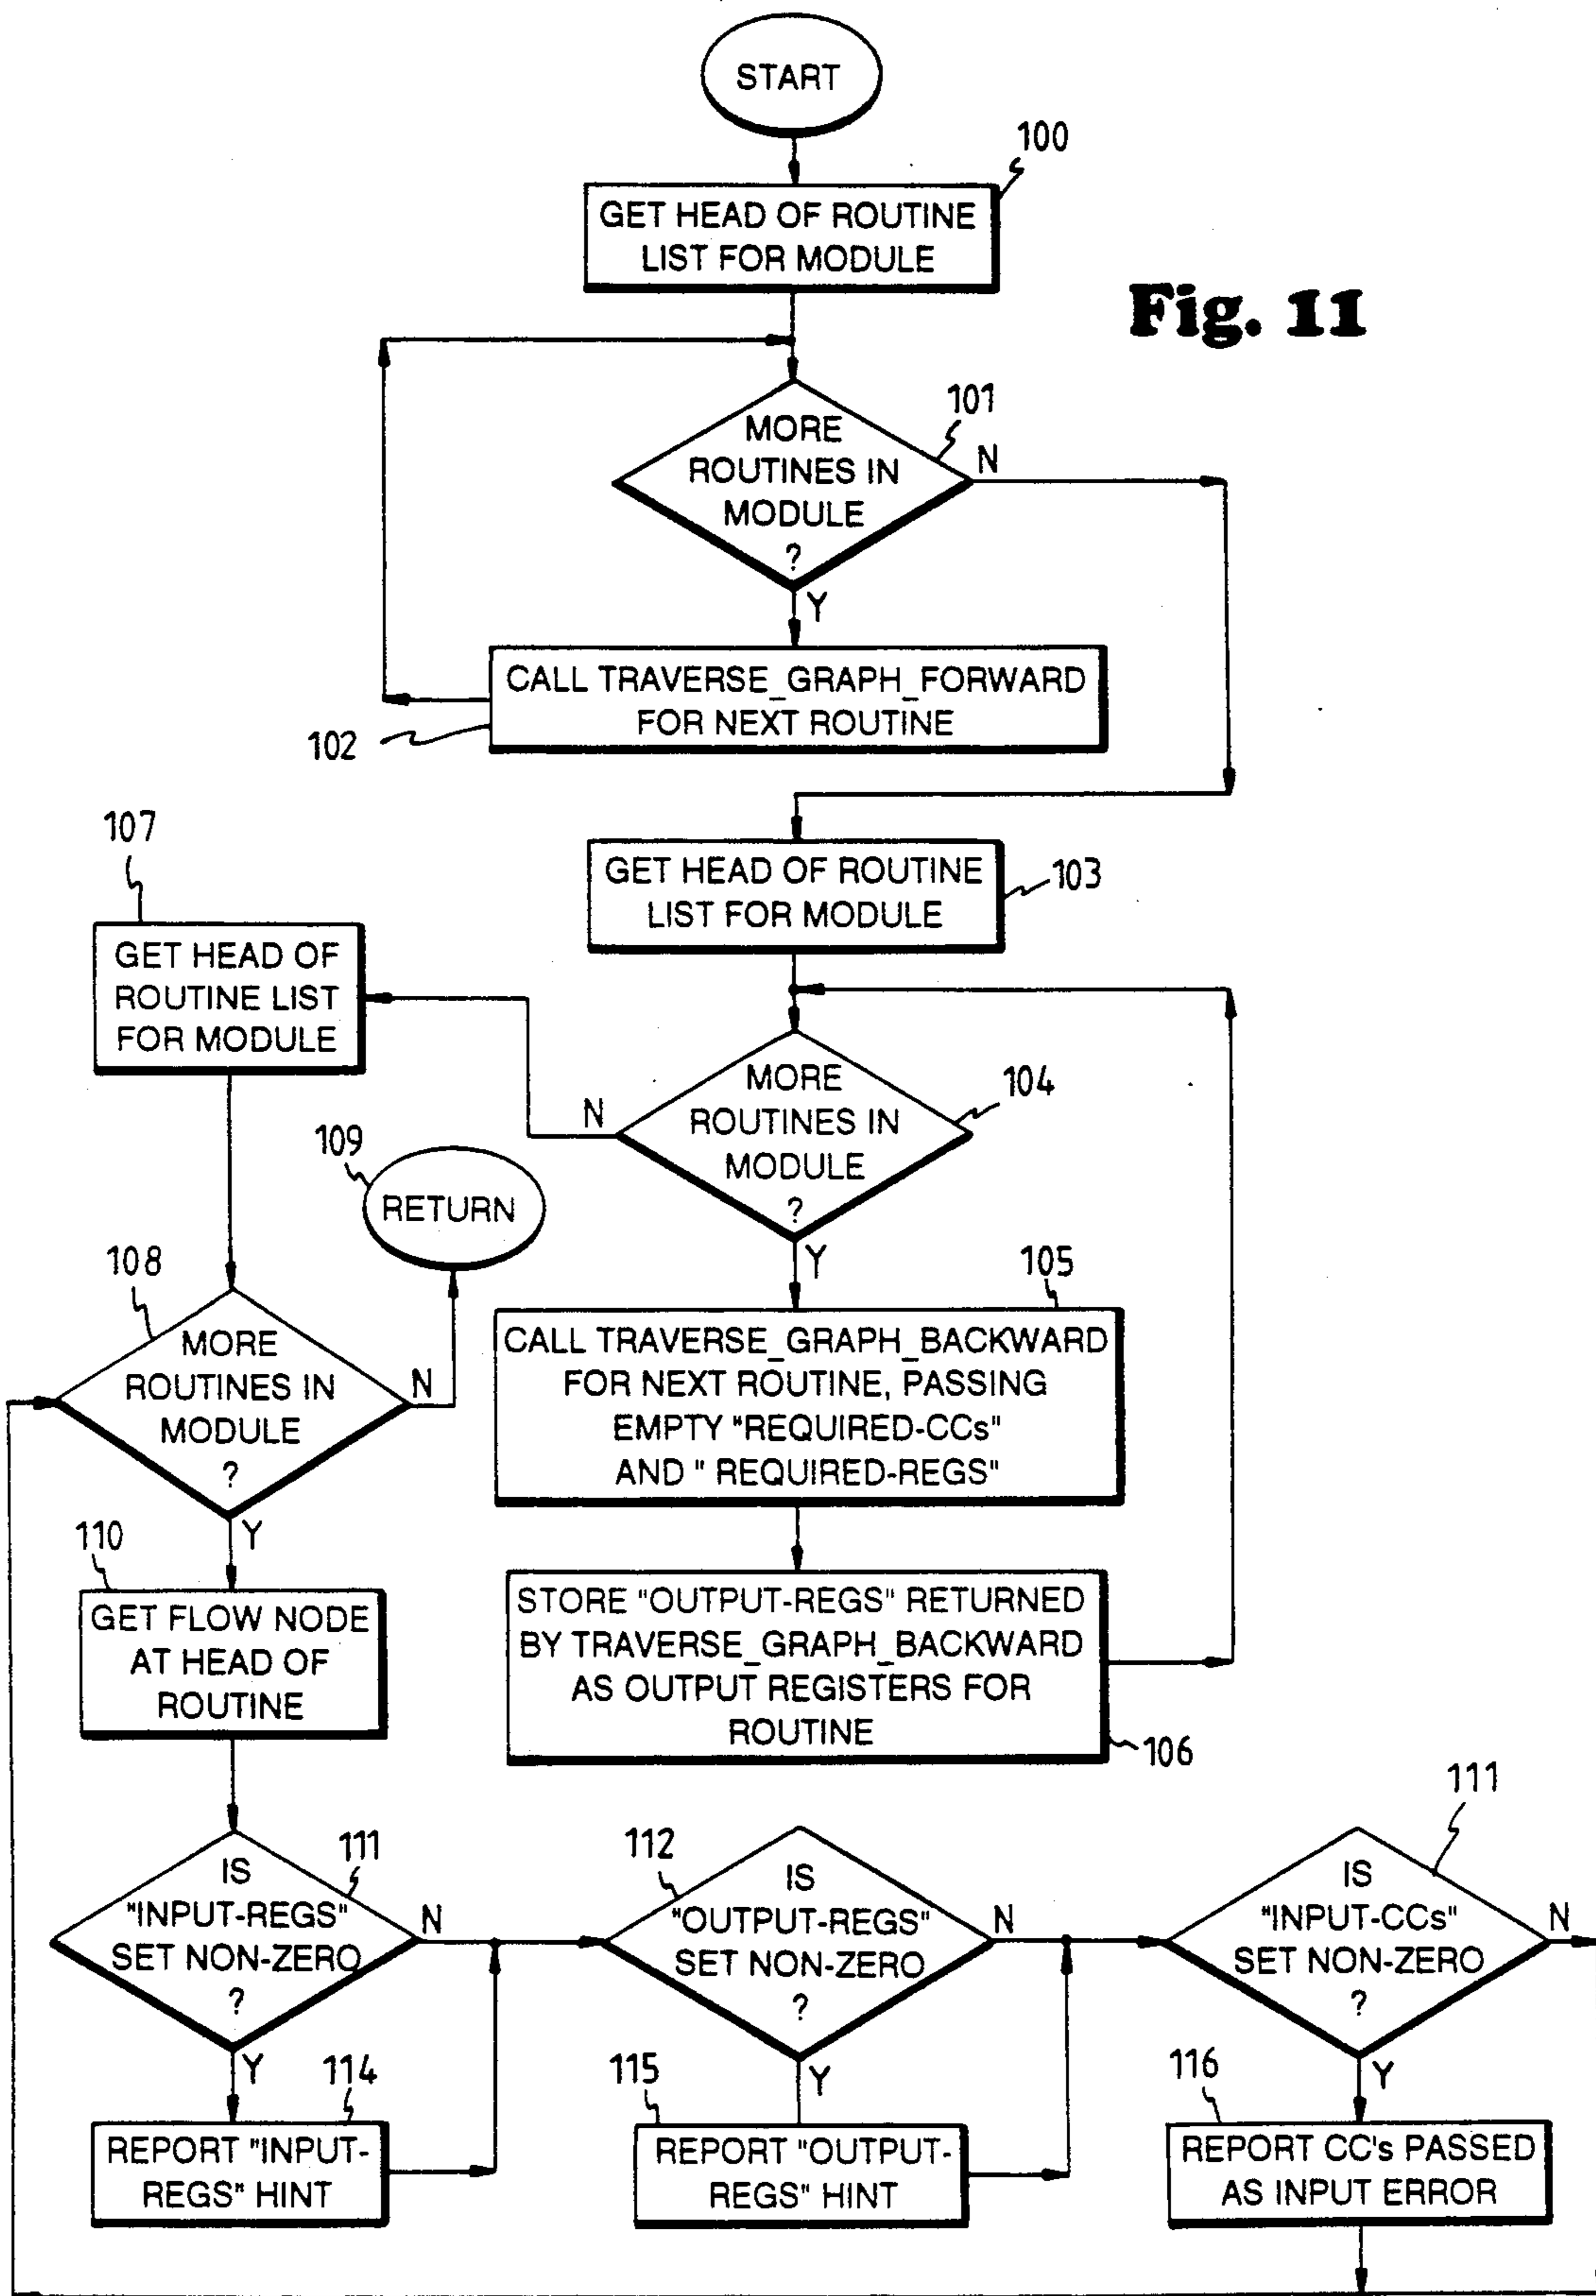 START
100
GET HEAD OF ROUTINE
LIST FOR MODULE
Fig. 11
101
MORE
ROUTINES IN
MODULE
?
N
Y
CALL TRAVERSE_GRAPH_FORWARD
FOR NEXT ROUTINE
102
107
GET HEAD OF ROUTINE
LIST FOR MODULE
103
GET HEAD OF
ROUTINE LIST
FOR MODULE
MORE
ROUTINES IN
MODULE
?
104
N
Y
109
RETURN
108
MORE
ROUTINES IN
MODULE
?
N
Y
105
CALL TRAVERSE_GRAPH_BACKWARD
FOR NEXT ROUTINE, PASSING
EMPTY "REQUIRED-CCs"
AND " REQUIRED-REGS"
110
GET FLOW NODE
AT HEAD OF
ROUTINE
STORE "OUTPUT-REGS" RETURNED
BY TRAVERSE_GRAPH_BACKWARD
AS OUTPUT REGISTERS FOR
ROUTINE
106
111
IS
"INPUT-REGS"
SET NON-ZERO
?
N
Y
112
IS
"OUTPUT-REGS"
SET NON-ZERO
?
N
Y
111
IS
"INPUT-CCs"
SET NON-ZERO
?
N
Y
114
REPORT "INPUT-
REGS" HINT
115
REPORT "OUTPUT-
REGS" HINT
116
REPORT CC's PASSED
AS INPUT ERROR